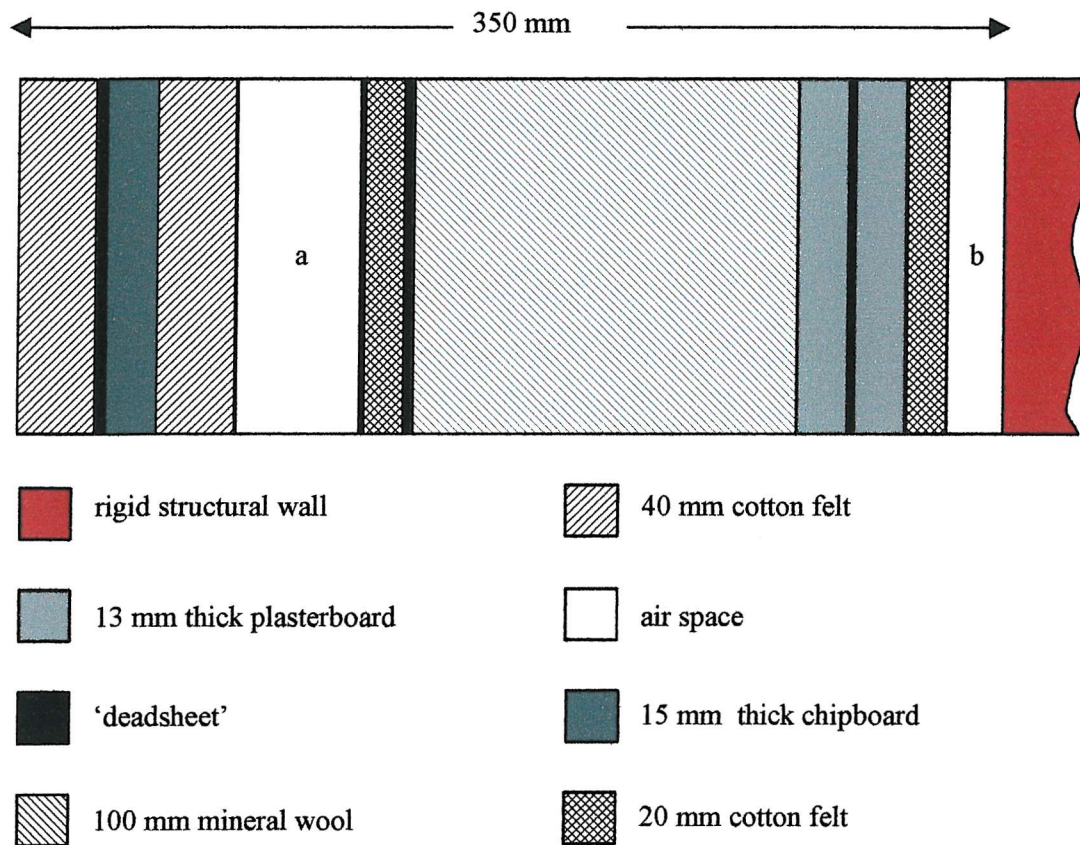 350 mm
a
b
rigid structural wall
40 mm cotton felt
13 mm thick plasterboard
air space
‘deadsheet’
15 mm thick chipboard
100 mm mineral wool
20 mm cotton felt